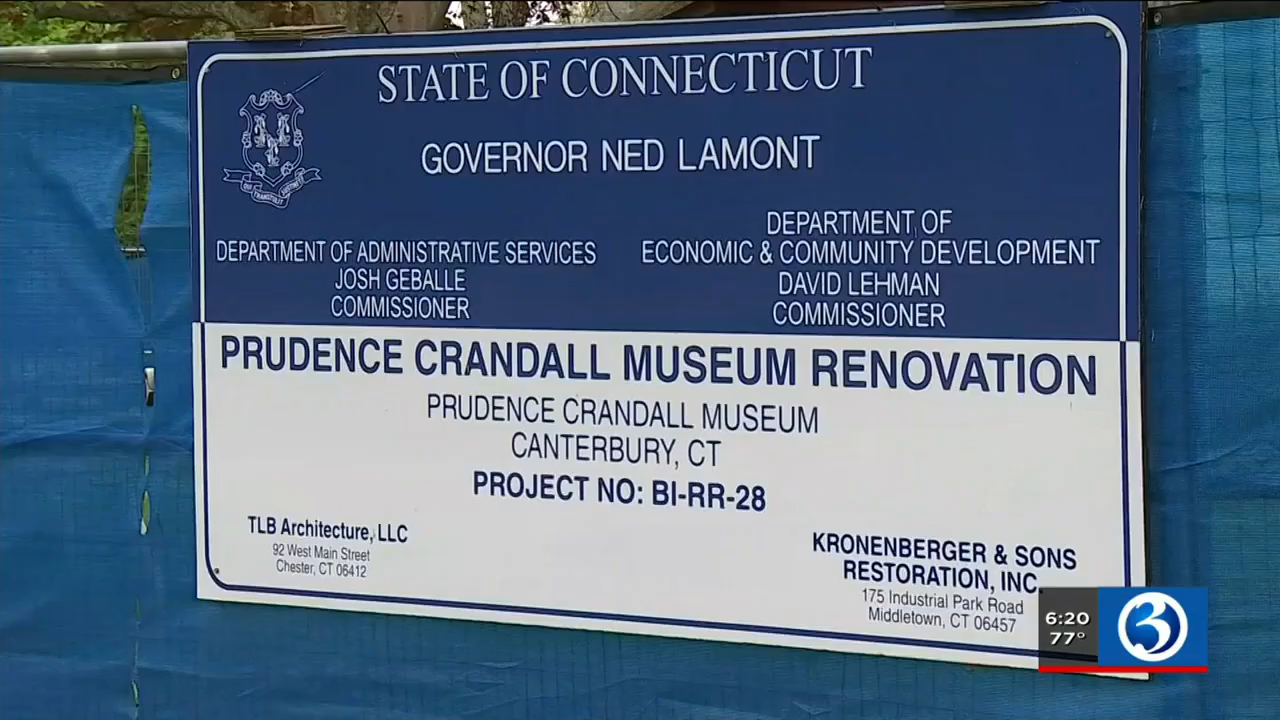 STATE OF CONNECTICUT
GOVERNOR NED LAMONT
QUI TRANSTULIT SUSTINET
DEPARTMENT OF ADMINISTRATIVE SERVICES
JOSH GEBALLE
COMMISSIONER
DEPARTMENT OF
ECONOMIC & COMMUNITY DEVELOPMENT
DAVID LEHMAN
COMMISSIONER
PRUDENCE CRANDALL MUSEUM RENOVATION
PRUDENCE CRANDALL MUSEUM
CANTERBURY, CT
PROJECT NO: BI-RR-28
TLB Architecture, LLC
92 West Main Street
Chester, CT 06412
KRONENBERGER & SONS
RESTORATION, INC.
175 Industrial Park Road
Middletown, CT 06457
6:20
77°
3